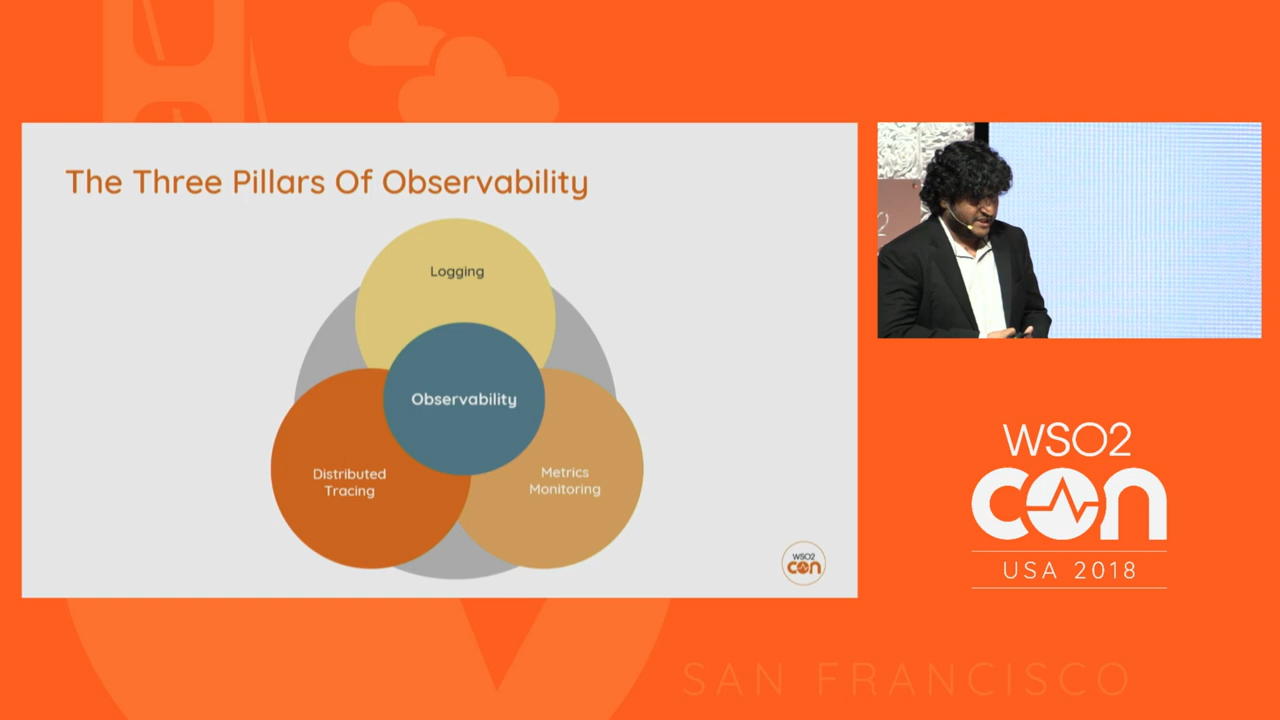 The Three Pillars Of Observability
Logging
Observability
Distributed
Tracing
Metrics
Monitoring
WSO2
con
2
WSO2
con
USA 2018
SAN FRANCISCO